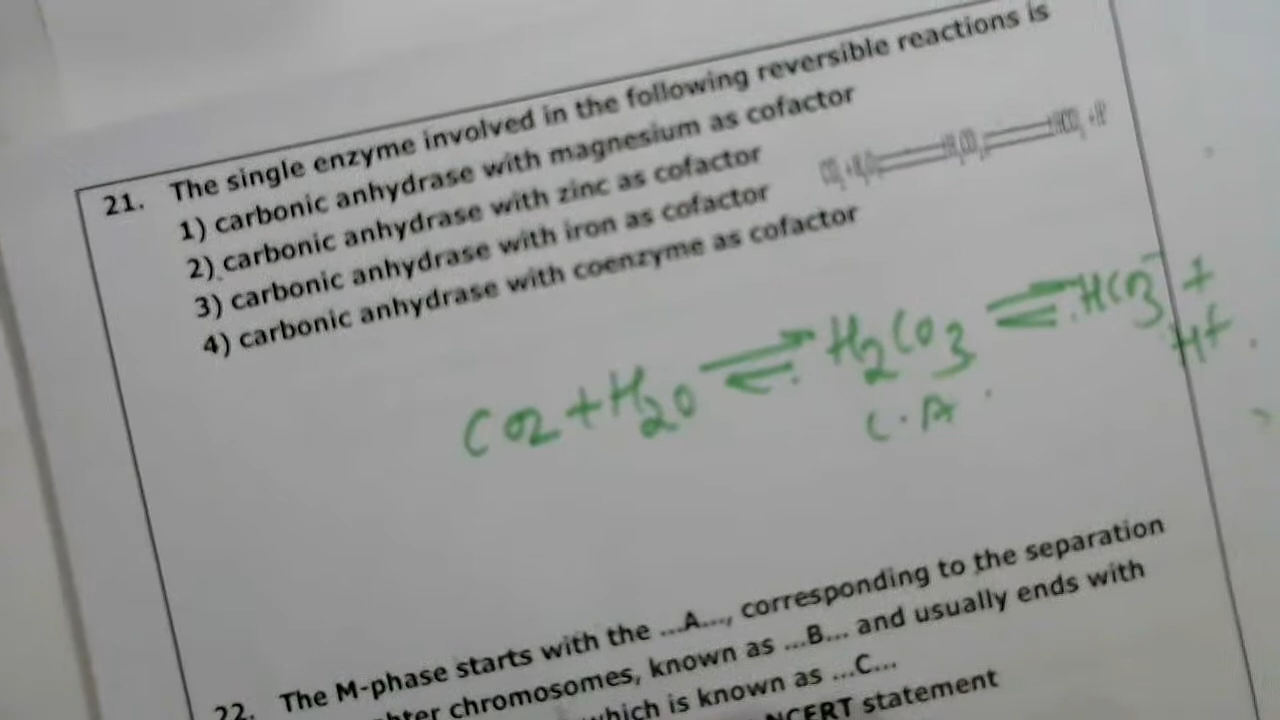 21. The single enzyme involved in the following reversible reactions is
1) carbonic anhydrase with magnesium as cofactor
2) carbonic anhydrase with zinc as cofactor
3) carbonic anhydrase with iron as cofactor
4) carbonic anhydrase with coenzyme as cofactor
CO2 + H2O ⇌ H2CO3 ⇌ HCO3⁻ +
H+
C.A
22. The M-phase starts with the ...A..., corresponding to the separation
chromosomes, known as ...B... and usually ends with
which is known as ...C...
NCERT statement